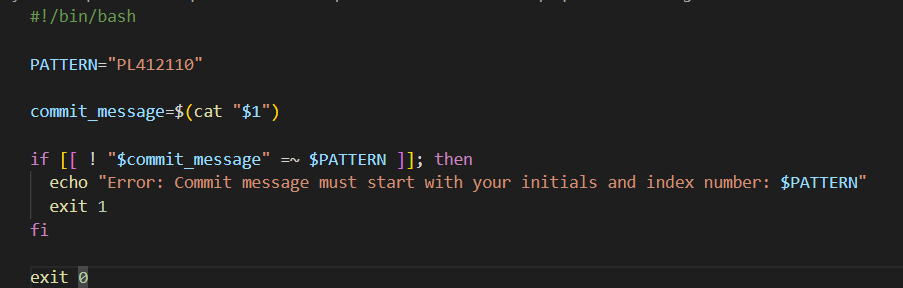 #!/bin/bash
PATTERN="PL412110"
commit_message=$(cat "$1")
if [[ ! "$commit_message" =~ $PATTERN ]]; then
echo "Error: Commit message must start with your initials and index number: $PATTERN"
exit 1
fi
exit 0